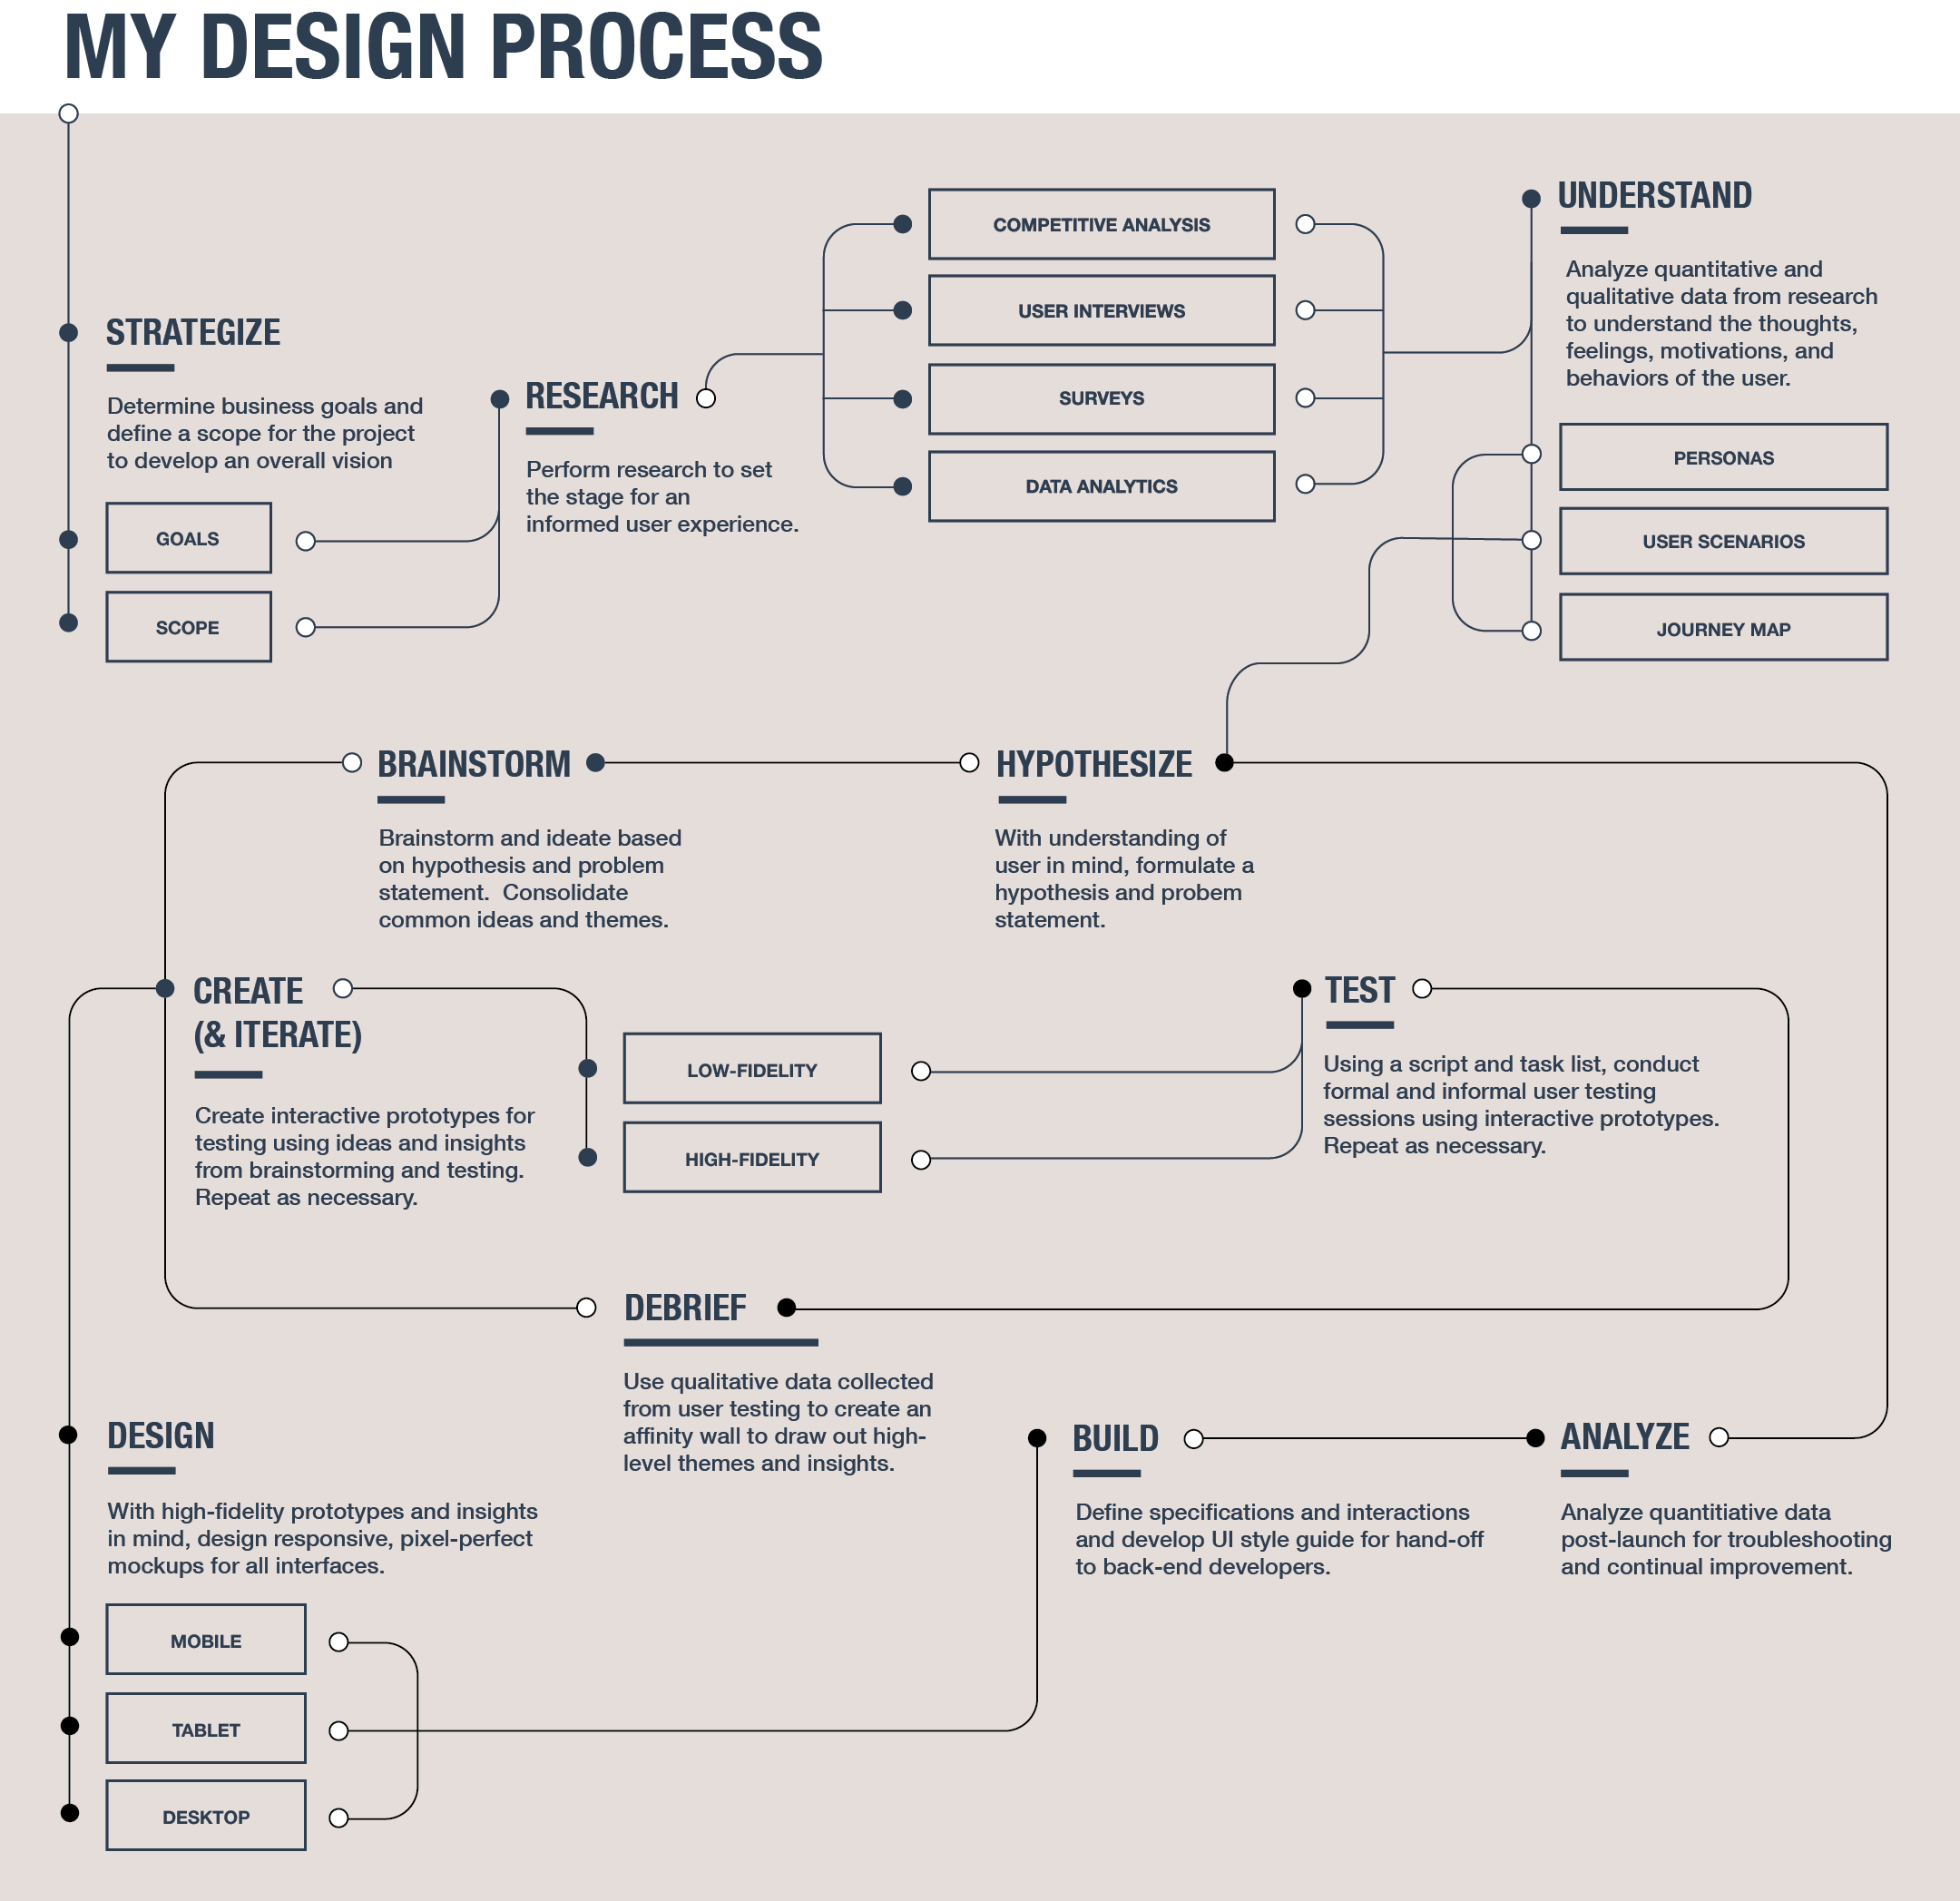 MY DESIGN PROCESS
STRATEGIZE
Determine business goals and
define a scope for the project
to develop an overall vision
GOALS
SCOPE
RESEARCH
Perform research to set
the stage for an
informed user experience.
COMPETITIVE ANALYSIS
USER INTERVIEWS
SURVEYS
DATA ANALYTICS
UNDERSTAND
Analyze quantitative and
qualitative data from research
to understand the thoughts,
feelings, motivations, and
behaviors of the user.
PERSONAS
USER SCENARIOS
JOURNEY MAP
BRAINSTORM
Brainstorm and ideate based
on hypothesis and problem
statement.  Consolidate
common ideas and themes.
HYPOTHESIZE
With understanding of
user in mind, formulate a
hypothesis and probem
statement.
CREATE
(& ITERATE)
Create interactive prototypes for
testing using ideas and insights
from brainstorming and testing.
Repeat as necessary.
LOW-FIDELITY
HIGH-FIDELITY
TEST
Using a script and task list, conduct
formal and informal user testing
sessions using interactive prototypes.
Repeat as necessary.
DEBRIEF
Use qualitative data collected
from user testing to create an
affinity wall to draw out high-
level themes and insights.
DESIGN
With high-fidelity prototypes and insights
in mind, design responsive, pixel-perfect
mockups for all interfaces.
MOBILE
TABLET
DESKTOP
BUILD
Define specifications and interactions
and develop UI style guide for hand-off
to back-end developers.
ANALYZE
Analyze quantitiative data
post-launch for troubleshooting
and continual improvement.